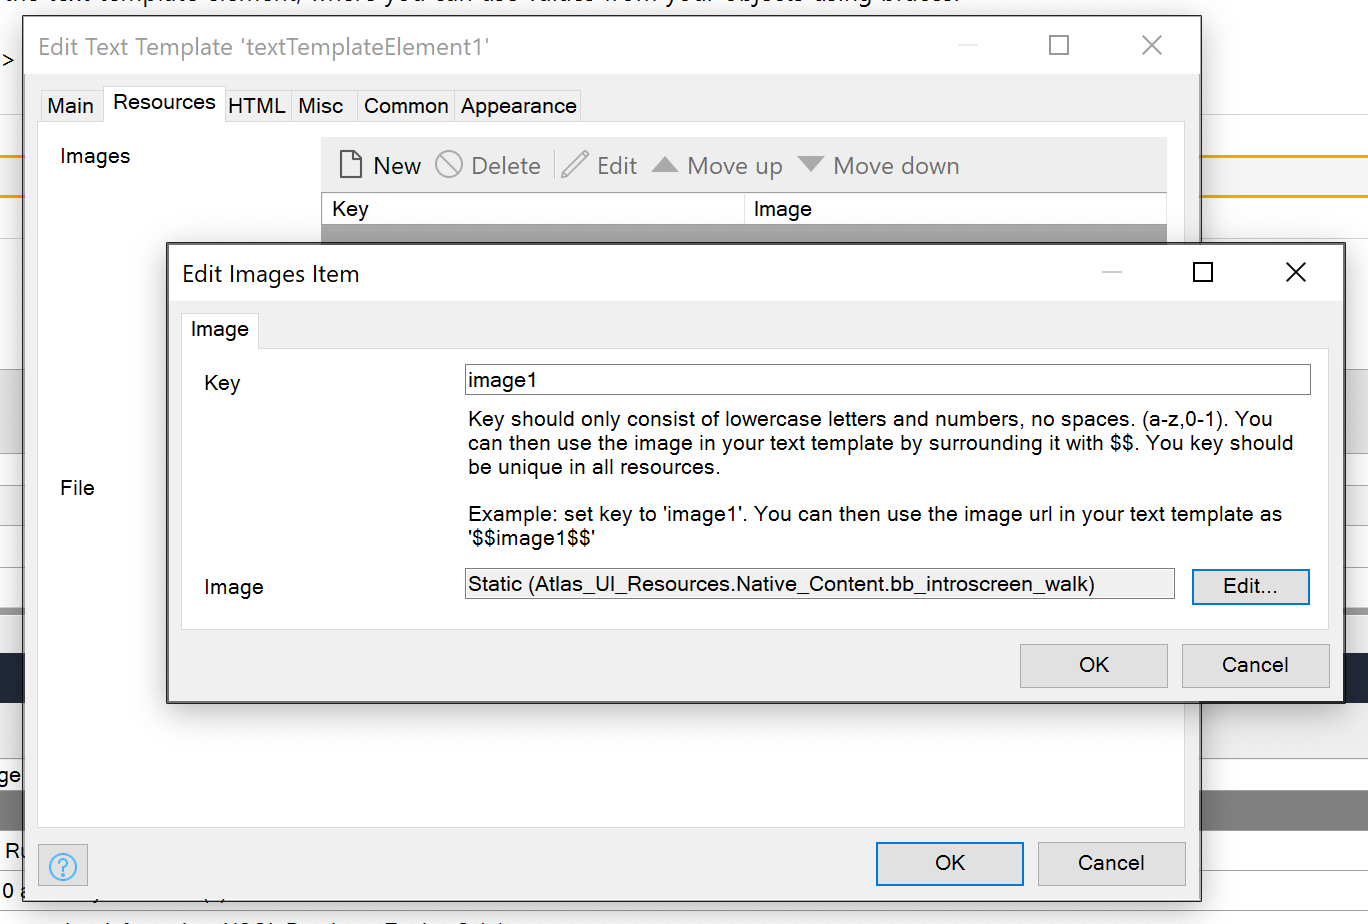 Edit Text Template 'textTemplateElement1'
>
Main Resources HTML Misc Common Appearance
Images
New Delete Edit Move up Move down
Key Image
Edit Images Item
Image
Key
image1
Key should only consist of lowercase letters and numbers, no spaces. (a-z,0-1). You
can then use the image in your text template by surrounding it with $$. You key should
be unique in all resources.
File
Example: set key to 'image1'. You can then use the image url in your text template as
'$$image1$$'
Image
Static (Atlas_UI_Resources.Native_Content.bb_introscreen_walk)
Edit...
OK Cancel
ge
OK Cancel